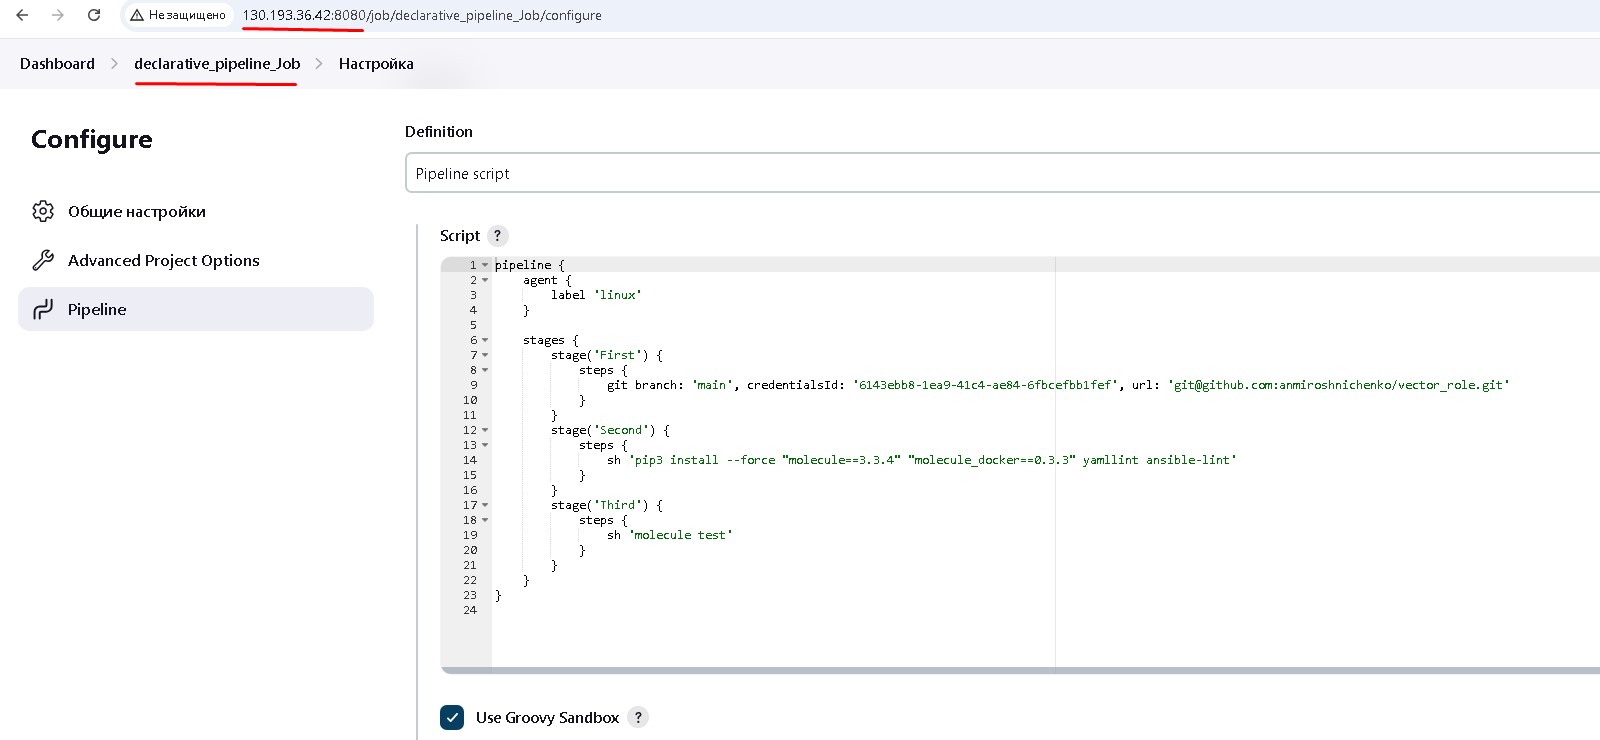 Не защищено 130.193.36.42:8080/job/declarative_pipeline_Job/configure
Dashboard > declarative_pipeline_Job > Настройка
Configure
Общие настройки
Advanced Project Options
Pipeline
Definition
Pipeline script
Script ?
1 pipeline {
2     agent {
3         label 'linux'
4     }
5
6     stages {
7         stage('First') {
8             steps {
9                 git branch: 'main', credentialsId: '6143ebb8-1ea9-41c4-ae84-6fbcefbb1fef', url: 'git@github.com:anmiroshnichenko/vector_role.git'
10             }
11         }
12         stage('Second') {
13             steps {
14                 sh 'pip3 install --force "molecule==3.3.4" "molecule_docker==0.3.3" yamllint ansible-lint'
15             }
16         }
17         stage('Third') {
18             steps {
19                 sh 'molecule test'
20             }
21         }
22     }
23 }
24
Use Groovy Sandbox ?